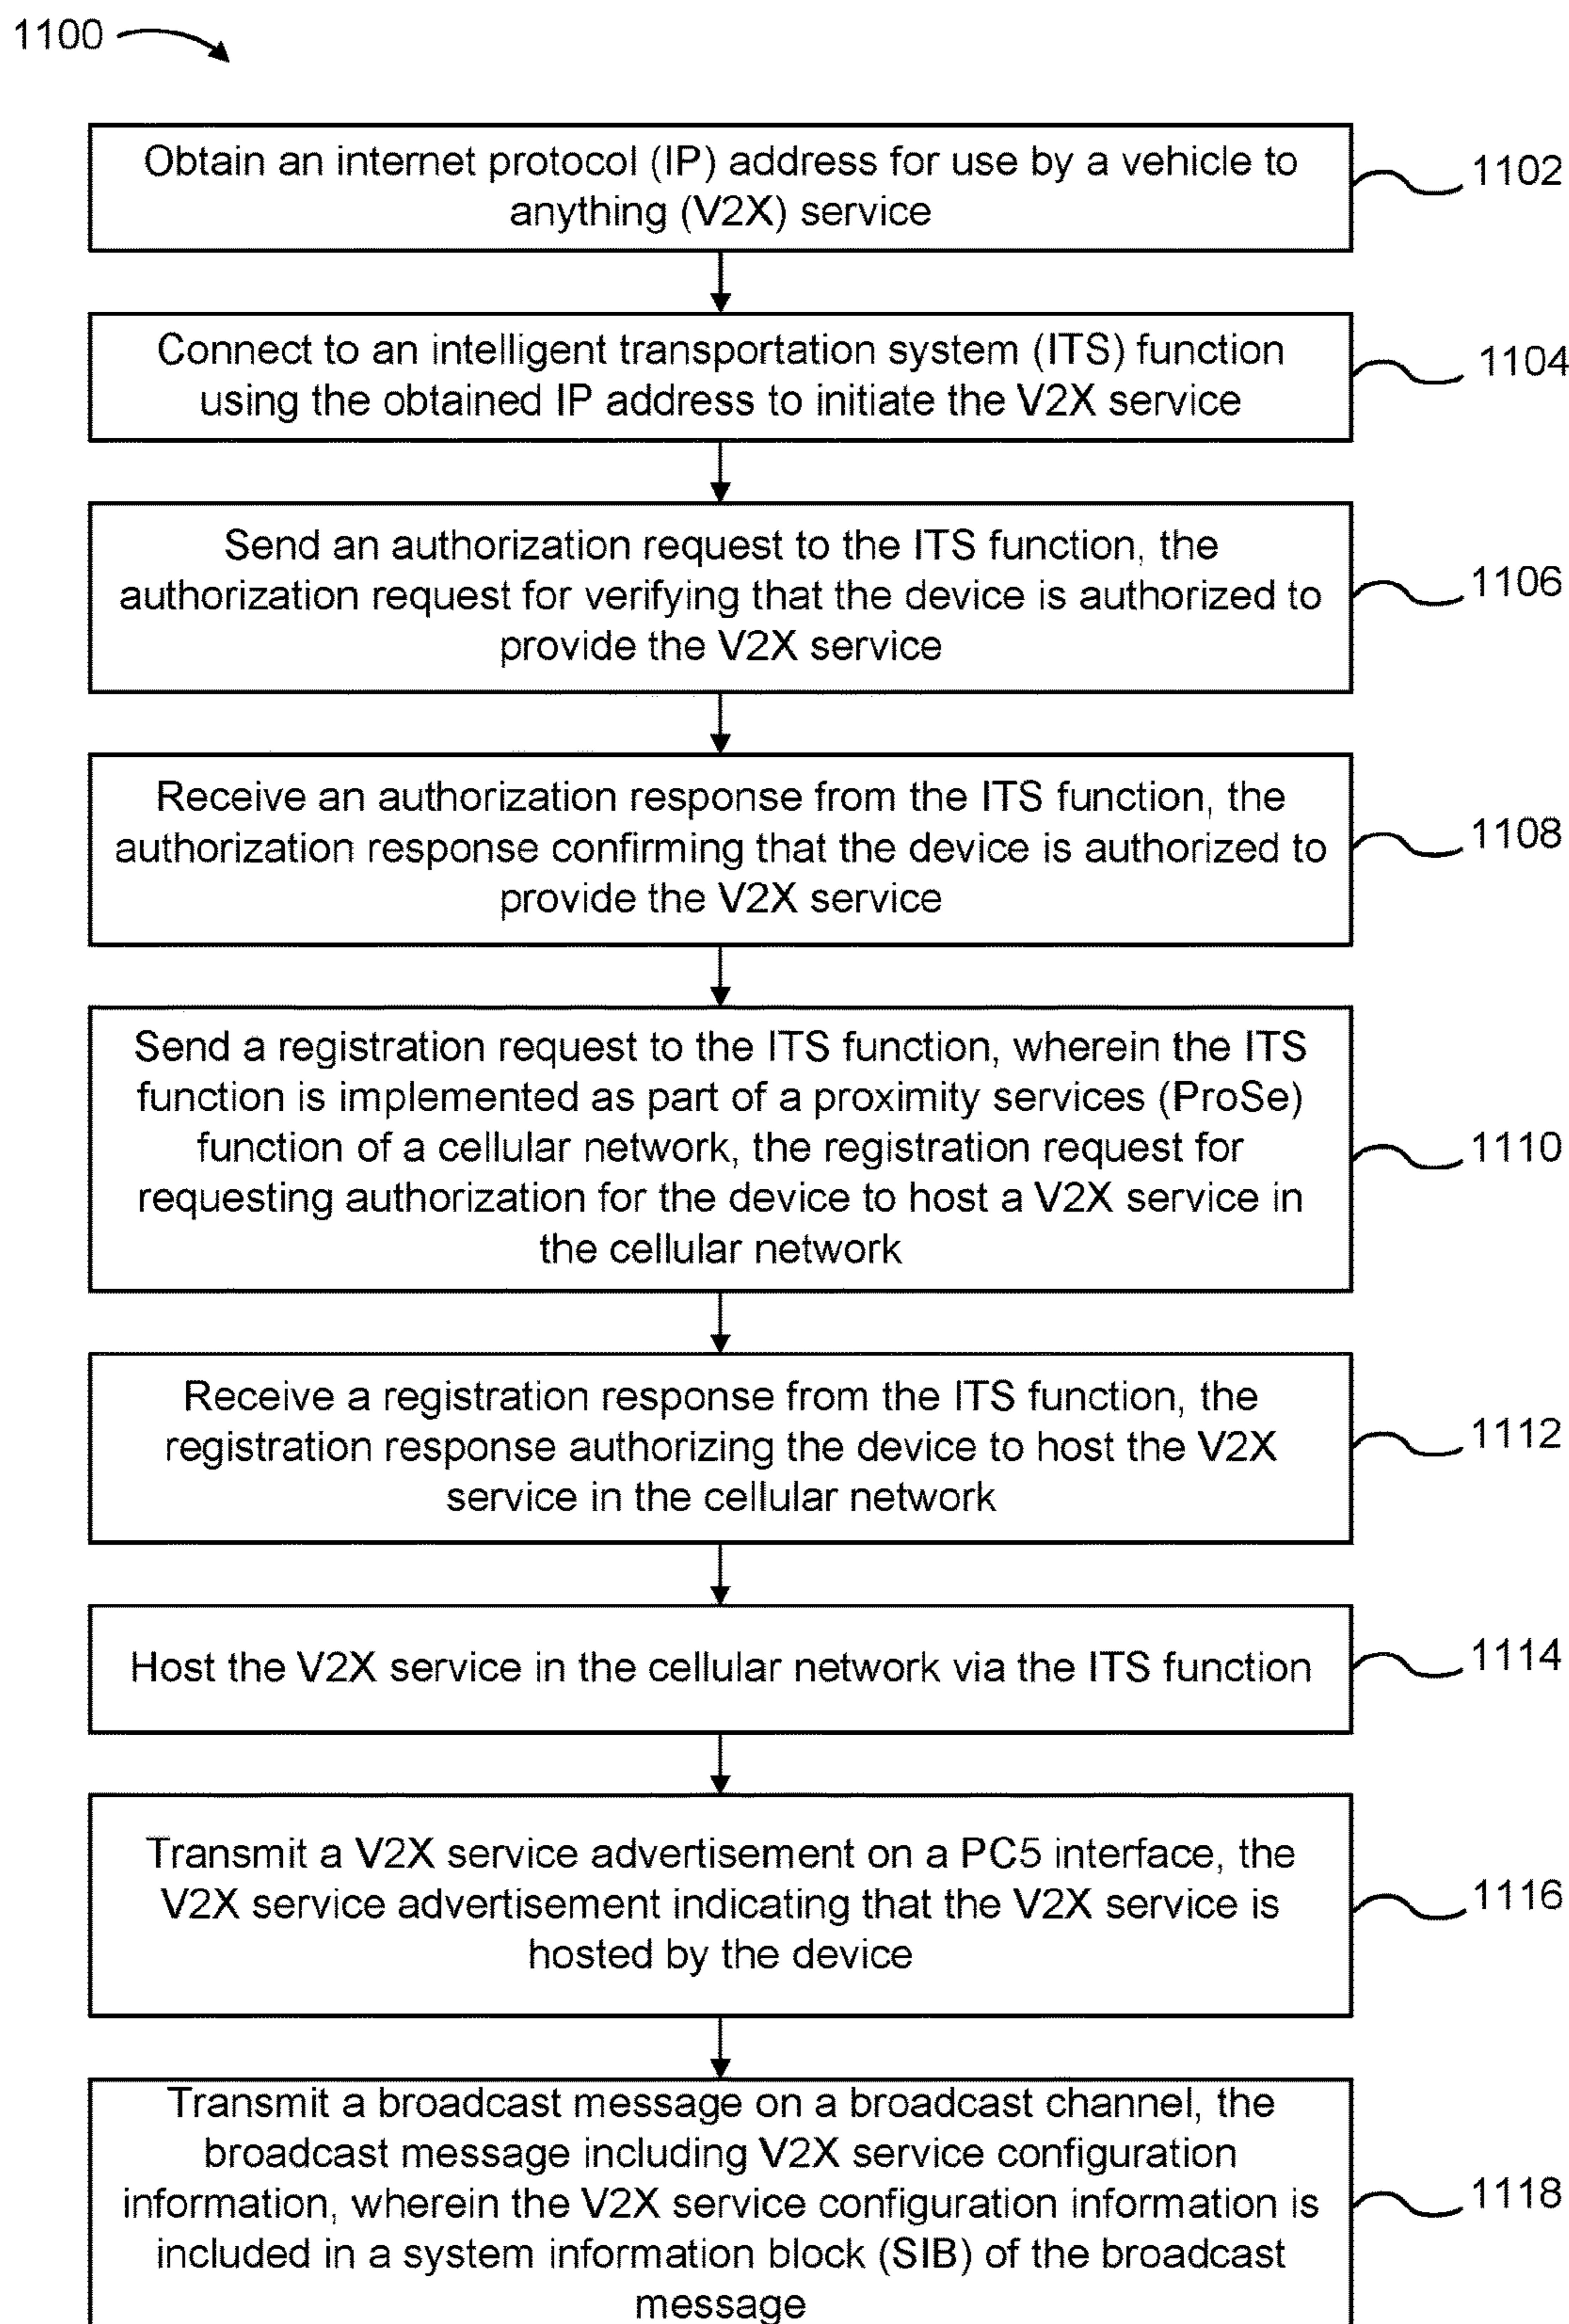 1100
Obtain an internet protocol (IP) address for use by a vehicle to
anything (V2X) service
1102
Connect to an intelligent transportation system (ITS) function
using the obtained IP address to initiate the V2X service
1104
Send an authorization request to the ITS function, the
authorization request for verifying that the device is authorized to
provide the V2X service
1106
Receive an authorization response from the ITS function, the
authorization response confirming that the device is authorized to
provide the V2X service
1108
Send a registration request to the ITS function, wherein the ITS
function is implemented as part of a proximity services (ProSe)
function of a cellular network, the registration request for
requesting authorization for the device to host a V2X service in
the cellular network
1110
Receive a registration response from the ITS function, the
registration response authorizing the device to host the V2X
service in the cellular network
1112
Host the V2X service in the cellular network via the ITS function
1114
Transmit a V2X service advertisement on a PC5 interface, the
V2X service advertisement indicating that the V2X service is
hosted by the device
1116
Transmit a broadcast message on a broadcast channel, the
broadcast message including V2X service configuration
information, wherein the V2X service configuration information is
included in a system information block (SIB) of the broadcast
message
1118